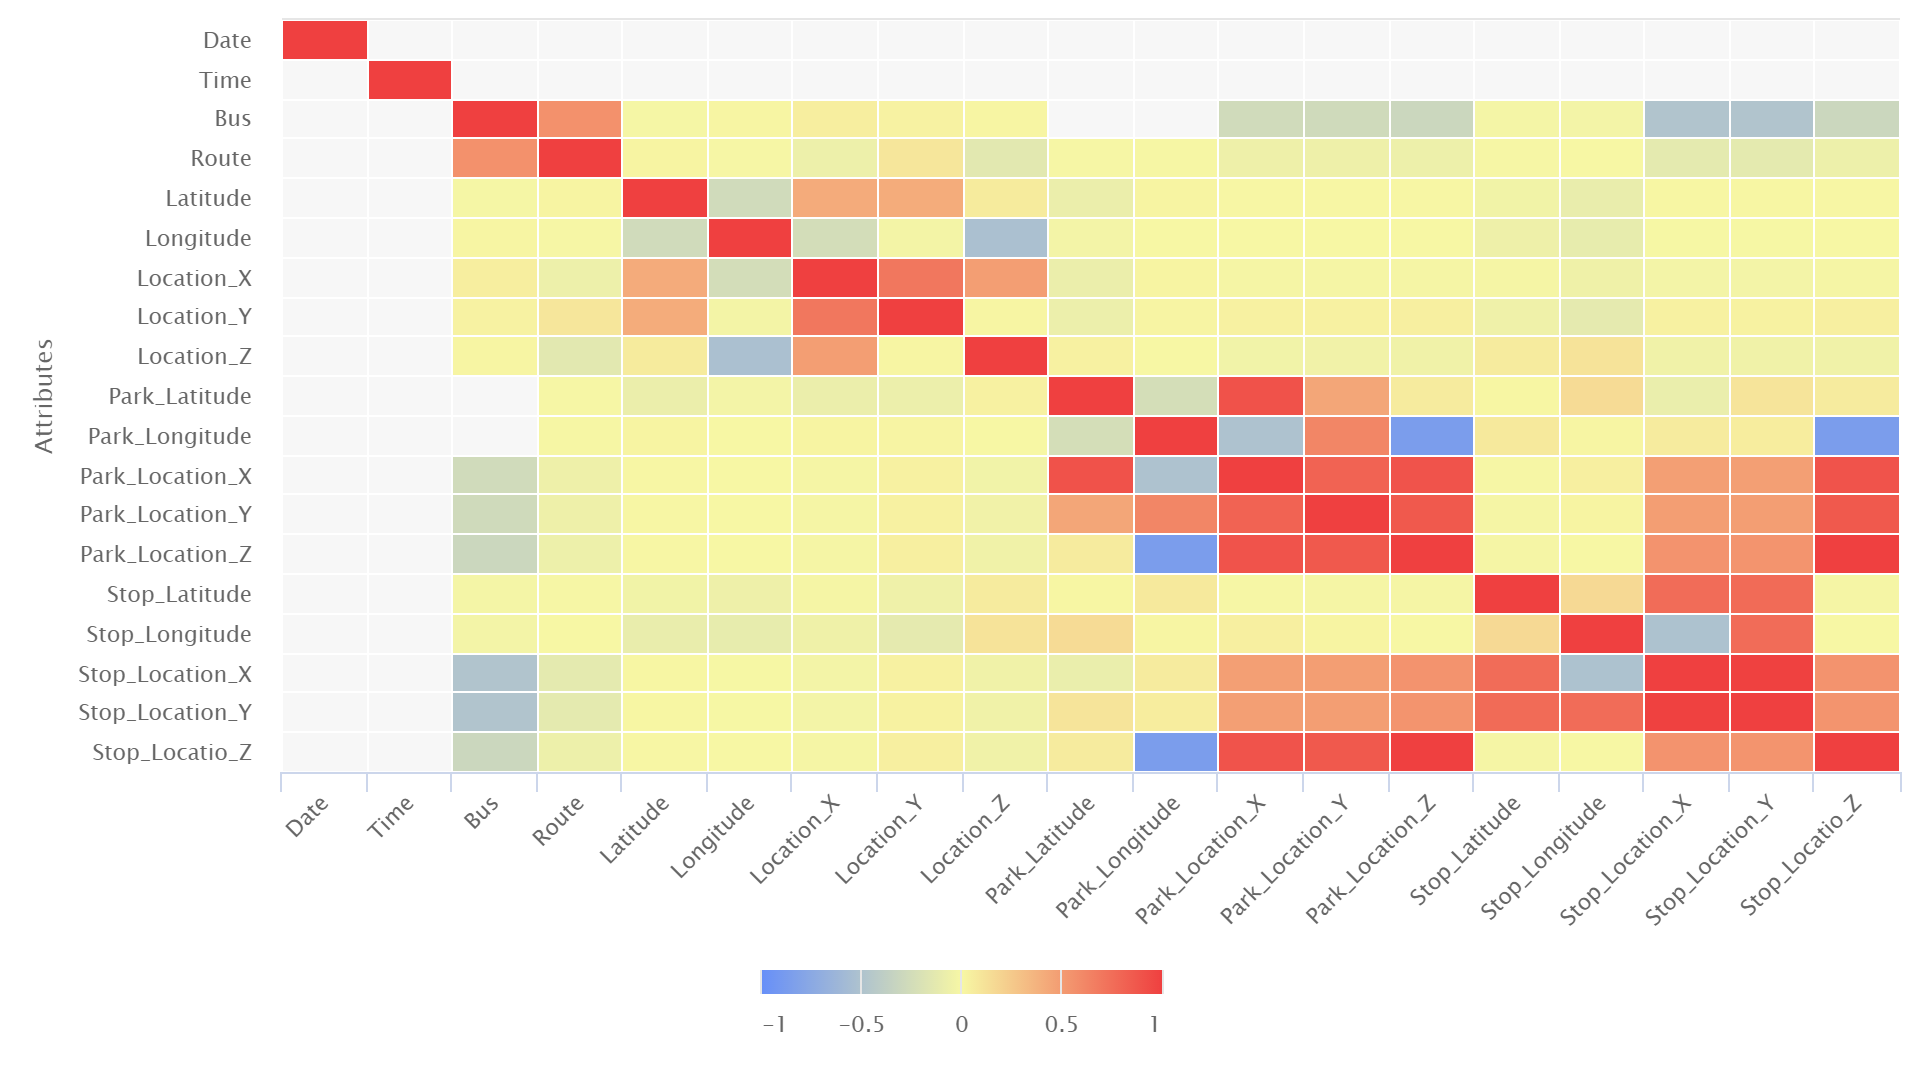 Attributes
Date
Time
Bus
Route
Latitude
Longitude
Location_X
Location_Y
Location_Z
Park_Latitude
Park_Longitude
Park_Location_X
Park_Location_Y
Park_Location_Z
Stop_Latitude
Stop_Longitude
Stop_Location_X
Stop_Location_Y
Stop_Locatio_Z
Date
Time
Bus
Route
Latitude
Longitude
Location_X
Location_Y
Location_Z
Park_Latitude
Park_Longitude
Park_Location_X
Park_Location_Y
Park_Location_Z
Stop_Latitude
Stop_Longitude
Stop_Location_X
Stop_Location_Y
Stop_Locatio_Z
-1 -0.5 0 0.5 1